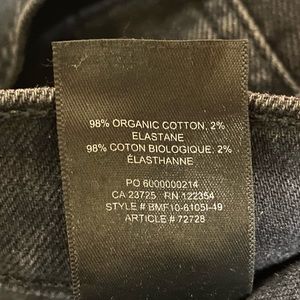 98% ORGANIC COTTON, 2%
ELASTANE
98% COTON BIOLOGIQUE, 2%
ÉLASTHANNE
PO 6000000214
CA 23725 RN 122354
STYLE # BMF10-6105I-49
ARTICLE # 72728